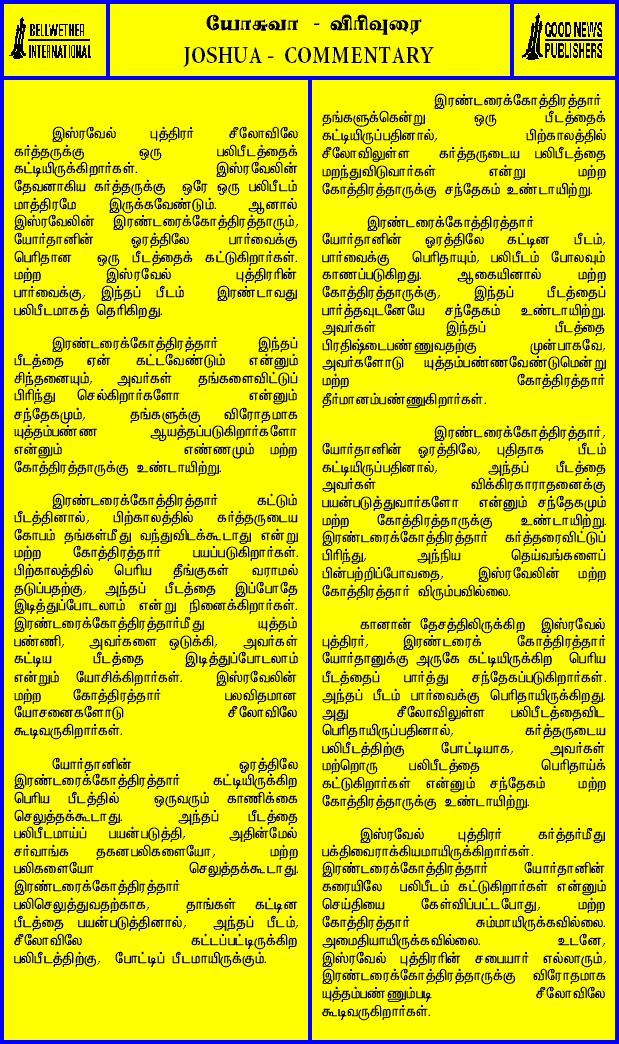 BELLWETHER
INTERNATIONAL
யோசுவா - விரிவுரை
JOSHUA - COMMENTARY
GOOD NEWS
PUBLISHERS
இஸ்ரவேல் புத்திரர் சீலோவிலே
கர்த்தருக்கு ஒரு பலிபீடத்தைக்
கட்டியிருக்கிறார்கள். இஸ்ரவேலின்
தேவனாகிய கர்த்தருக்கு ஒரே ஒரு பலிபீடம்
மாத்திரமே இருக்கவேண்டும். ஆனால்
இஸ்ரவேலின் இரண்டரைக்கோத்திரத்தாரும்,
யோர்தானின் ஓரத்திலே பார்வைக்கு
பெரிதான ஒரு பீடத்தைக் கட்டுகிறார்கள்.
மற்ற இஸ்ரவேல் புத்திரரின்
பார்வைக்கு, இந்தப் பீடம் இரண்டாவது
பலிபீடமாகத் தெரிகிறது.
இரண்டரைக்கோத்திரத்தார் இந்தப்
பீடத்தை ஏன் கட்டவேண்டும் என்னும்
சிந்தனையும், அவர்கள் தங்களைவிட்டுப்
பிரிந்து செல்கிறார்களோ என்னும்
சந்தேகமும், தங்களுக்கு விரோதமாக
யுத்தம்பண்ண ஆயத்தப்படுகிறார்களோ
என்னும் எண்ணமும் மற்ற
கோத்திரத்தாருக்கு உண்டாயிற்று.
இரண்டரைக்கோத்திரத்தார் கட்டும்
பீடத்தினால், பிற்காலத்தில் கர்த்தருடைய
கோபம் தங்கள்மீது வந்துவிடக்கூடாது என்று
மற்ற கோத்திரத்தார் பயப்படுகிறார்கள்.
பிற்காலத்தில் பெரிய தீங்குகள் வராமல்
தடுப்பதற்கு, அந்தப் பீடத்தை இப்போதே
இடித்துப்போடலாம் என்று நினைக்கிறார்கள்.
இரண்டரைக்கோத்திரத்தார்மீது யுத்தம்
பண்ணி, அவர்களை ஒடுக்கி, அவர்கள்
கட்டிய பீடத்தை இடித்துப்போடலாம்
என்றும் யோசிக்கிறார்கள். இஸ்ரவேலின்
மற்ற கோத்திரத்தார் பலவிதமான
யோசனைகளோடு சீலோவிலே
கூடிவருகிறார்கள்.
யோர்தானின் ஓரத்திலே
இரண்டரைக்கோத்திரத்தார் கட்டியிருக்கிற
பெரிய பீடத்தில் ஒருவரும் காணிக்கை
செலுத்தக்கூடாது. அந்தப் பீடத்தை
பலிபீடமாய்ப் பயன்படுத்தி, அதின்மேல்
சர்வாங்க தகனபலிகளையோ, மற்ற
பலிகளையோ செலுத்தக்கூடாது.
இரண்டரைக்கோத்திரத்தார்
பலிசெலுத்துவதற்காக, தாங்கள் கட்டின
பீடத்தை பயன்படுத்தினால், அந்தப் பீடம்,
சீலோவிலே கட்டப்பட்டிருக்கிற
பலிபீடத்திற்கு, போட்டிப் பீடமாயிருக்கும்.
இரண்டரைக்கோத்திரத்தார்
தங்களுக்கென்று ஒரு பீடத்தைக்
கட்டியிருப்பதினால், பிற்காலத்தில்
சீலோவிலுள்ள கர்த்தருடைய பலிபீடத்தை
மறந்துவிடுவார்கள் என்று மற்ற
கோத்திரத்தாருக்கு சந்தேகம் உண்டாயிற்று.
இரண்டரைக்கோத்திரத்தார்
யோர்தானின் ஓரத்திலே கட்டின பீடம்,
பார்வைக்கு பெரிதாயும், பலிபீடம் போலவும்
காணப்படுகிறது. ஆகையினால் மற்ற
கோத்திரத்தாருக்கு, இந்தப் பீடத்தைப்
பார்த்தவுடனேயே சந்தேகம் உண்டாயிற்று.
அவர்கள் இந்தப் பீடத்தை
பிரதிஷ்டைபண்ணுவதற்கு முன்பாகவே,
அவர்களோடு யுத்தம்பண்ணவேண்டுமென்று
மற்ற கோத்திரத்தார்
தீர்மானம்பண்ணுகிறார்கள்.
இரண்டரைக்கோத்திரத்தார்,
யோர்தானின் ஓரத்திலே, புதிதாக பீடம்
கட்டியிருப்பதினால், அந்தப் பீடத்தை
அவர்கள் விக்கிரகாராதனைக்கு
பயன்படுத்துவார்களோ என்னும் சந்தேகமும்
மற்ற கோத்திரத்தாருக்கு உண்டாயிற்று.
இரண்டரைக்கோத்திரத்தார் கர்த்தரைவிட்டுப்
பிரிந்து, அந்நிய தெய்வங்களைப்
பின்பற்றிப்போவதை, இஸ்ரவேலின் மற்ற
கோத்திரத்தார் விரும்பவில்லை.
கானான் தேசத்திலிருக்கிற இஸ்ரவேல்
புத்திரர், இரண்டரைக் கோத்திரத்தார்
யோர்தானுக்கு அருகே கட்டியிருக்கிற பெரிய
பீடத்தைப் பார்த்து சந்தேகப்படுகிறார்கள்.
அந்தப் பீடம் பார்வைக்கு பெரிதாயிருக்கிறது.
அது சீலோவிலுள்ள பலிபீடத்தைவிட
பெரிதாயிருப்பதினால், கர்த்தருடைய
பலிபீடத்திற்கு போட்டியாக, அவர்கள்
மற்றொரு பலிபீடத்தை பெரிதாய்க்
கட்டுகிறார்கள் என்னும் சந்தேகம் மற்ற
கோத்திரத்தாருக்கு உண்டாயிற்று.
இஸ்ரவேல் புத்திரர் கர்த்தர்மீது
பக்திவைராக்கியமாயிருக்கிறார்கள்.
இரண்டரைக்கோத்திரத்தார் யோர்தானின்
கரையிலே பலிபீடம் கட்டுகிறார்கள் என்னும்
செய்தியை கேள்விப்பட்டபோது, மற்ற
கோத்திரத்தார் சும்மாயிருக்கவில்லை.
அமைதியாயிருக்கவில்லை. உடனே,
இஸ்ரவேல் புத்திரரின் சபையார் எல்லாரும்,
இரண்டரைக்கோத்திரத்தாருக்கு விரோதமாக
யுத்தம்பண்ணும்படி சீலோவிலே
கூடிவருகிறார்கள்.